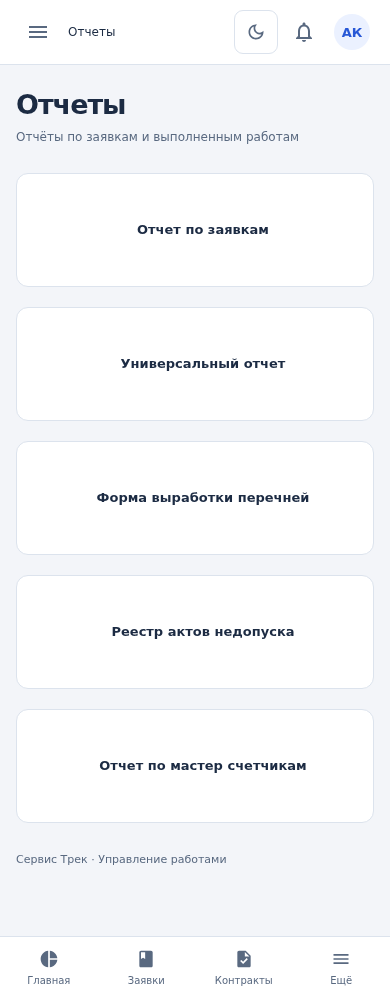 Отчеты
АК
Отчеты
Отчёты по заявкам и выполненным работам
Отчет по заявкам
Универсальный отчет
Форма выработки перечней
Реестр актов недопуска
Отчет по мастер счетчикам
Сервис Трек · Управление работами
Главная
Заявки
Контракты
Ещё